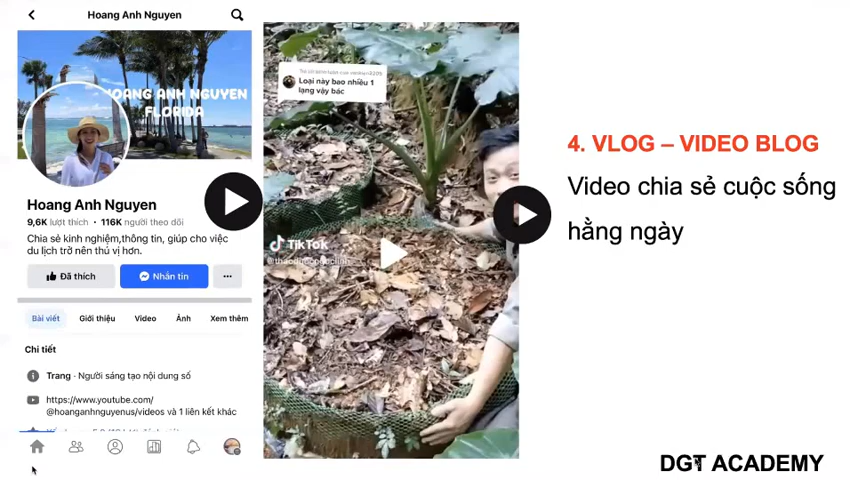 Hoang Anh Nguyen
HOANG ANH NGUYEN
FLORIDA
Hoang Anh Nguyen
9,6K lượt thích • 116K người theo dõi
Chia sẻ kinh nghiệm,thông tin, giúp cho việc
du lịch trở nên thú vị hơn.
Đã thích
Nhắn tin
Bài viết
Giới thiệu
Video
Ảnh
Xem thêm
Chi tiết
Trang · Người sáng tạo nội dung số
https://www.youtube.com/
@hoanganhnguyenus/videos và 1 liên kết khác
Loại này bao nhiêu 1
lạng vậy bác
TikTok
4. VLOG – VIDEO BLOG
Video chia sẻ cuộc sống
hằng ngày
DGT ACADEMY